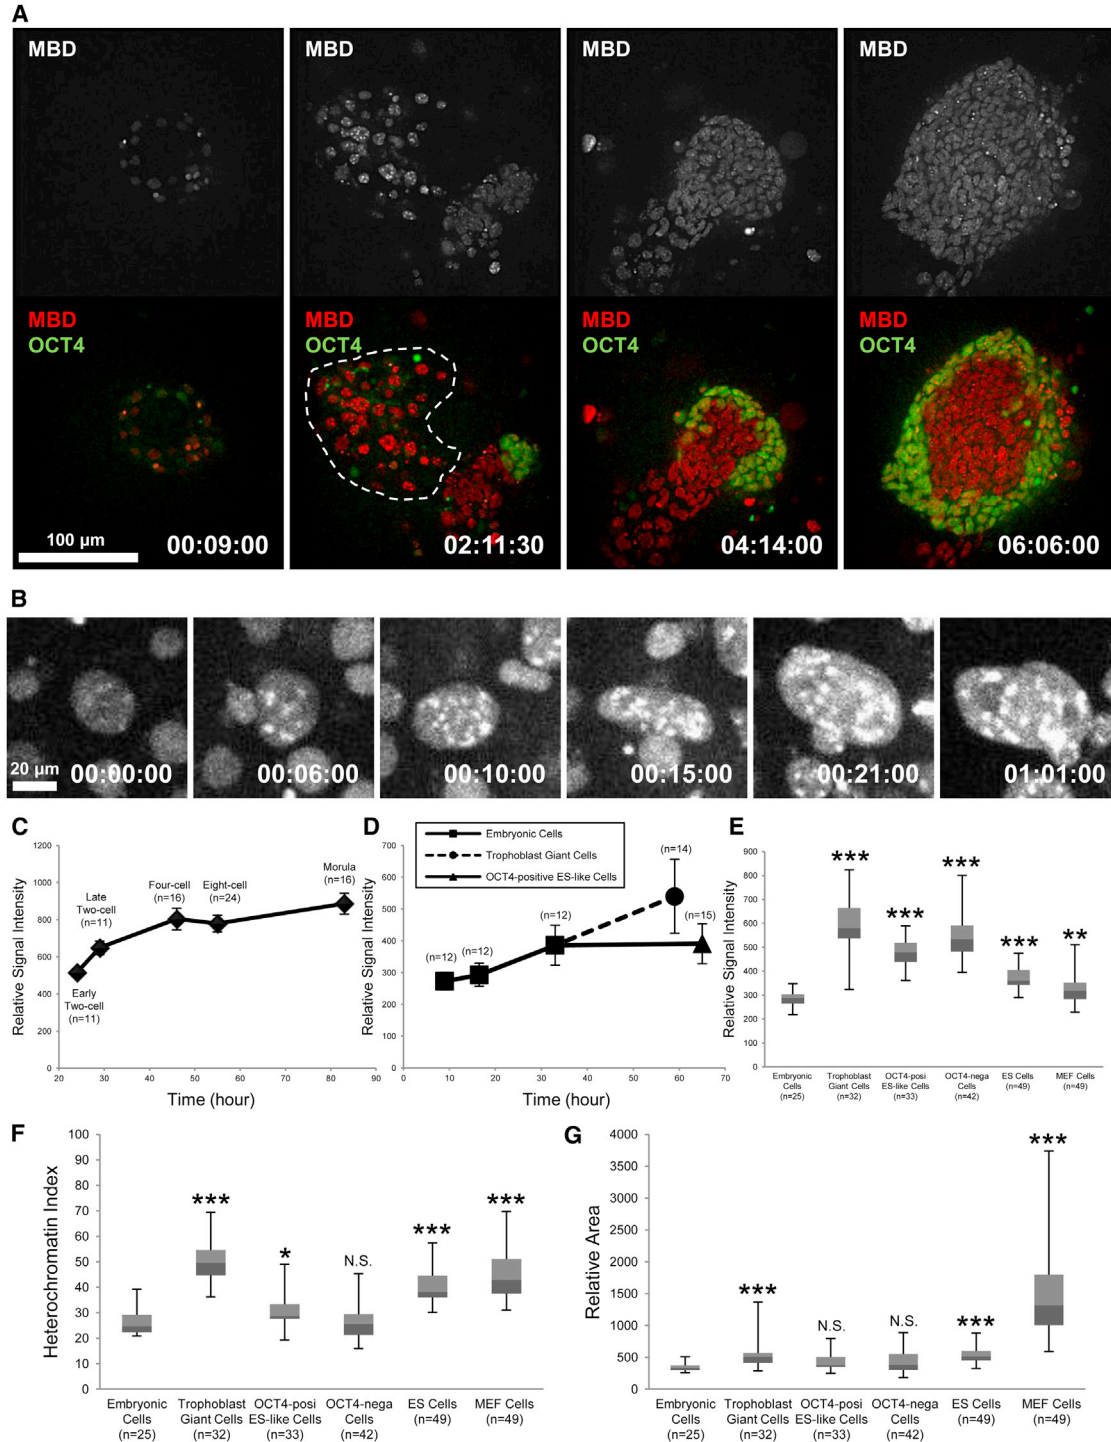 A
MBD
MBD
MBD
MBD
MBD
OCT4
MBD
OCT4
MBD
OCT4
MBD
OCT4
100 µm
00:09:00
02:11:30
04:14:00
06:06:00
B
20 µm
00:00:00
00:06:00
00:10:00
00:15:00
00:21:00
01:01:00
C
Relative Signal Intensity
1200
1000
800
600
400
200
0
20
30
40
50
60
70
80
90
Time (hour)
Early
Two-cell
(n=11)
Late
Two-cell
(n=11)
Four-cell
(n=16)
Eight-cell
(n=24)
Morula
(n=16)
D
Embryonic Cells
Trophoblast Giant Cells
OCT4-positive ES-like Cells
Relative Signal Intensity
700
600
500
400
300
200
100
0
0
10
20
30
40
50
60
70
Time (hour)
(n=12)
(n=12)
(n=12)
(n=14)
(n=15)
E
Relative Signal Intensity
900
800
700
600
500
400
300
200
100
0
***
***
***
***
**
Embryonic
Cells
(n=25)
Trophoblast
Giant Cells
(n=32)
OCT4-posi
ES-like Cells
(n=33)
OCT4-nega
Cells
(n=42)
ES Cells
(n=49)
MEF Cells
(n=49)
F
Heterochromatin Index
100
90
80
70
60
50
40
30
20
10
0
***
*
N.S.
***
***
Embryonic
Cells
(n=25)
Trophoblast
Giant Cells
(n=32)
OCT4-posi
ES-like Cells
(n=33)
OCT4-nega
Cells
(n=42)
ES Cells
(n=49)
MEF Cells
(n=49)
G
Relative Area
4000
3500
3000
2500
2000
1500
1000
500
0
***
N.S.
N.S.
***
***
Embryonic
Cells
(n=25)
Trophoblast
Giant Cells
(n=32)
OCT4-posi
ES-like Cells
(n=33)
OCT4-nega
Cells
(n=42)
ES Cells
(n=49)
MEF Cells
(n=49)